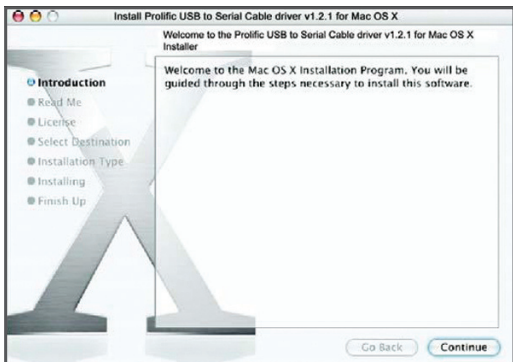 Install Prolific USB to Serial Cable driver v1.2.1 for Mac OS X
Welcome to the Prolific USB to Serial Cable driver v1.2.1 for Mac OS X
Installer
Introduction
Read Me
License
Select Destination
Installation Type
Installing
Finish Up
Welcome to the Mac OS X Installation Program. You will be
guided through the steps necessary to install this software.
Go Back
Continue